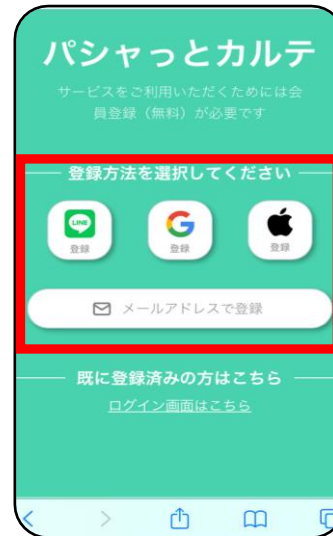 パシャっとカルテ
サービスをご利用いただくためには会
員登録（無料）が必要です
登録方法を選択してください
LINE
登録
G
登録
登録
メールアドレスで登録
既に登録済みの方はこちら
ログイン画面はこちら